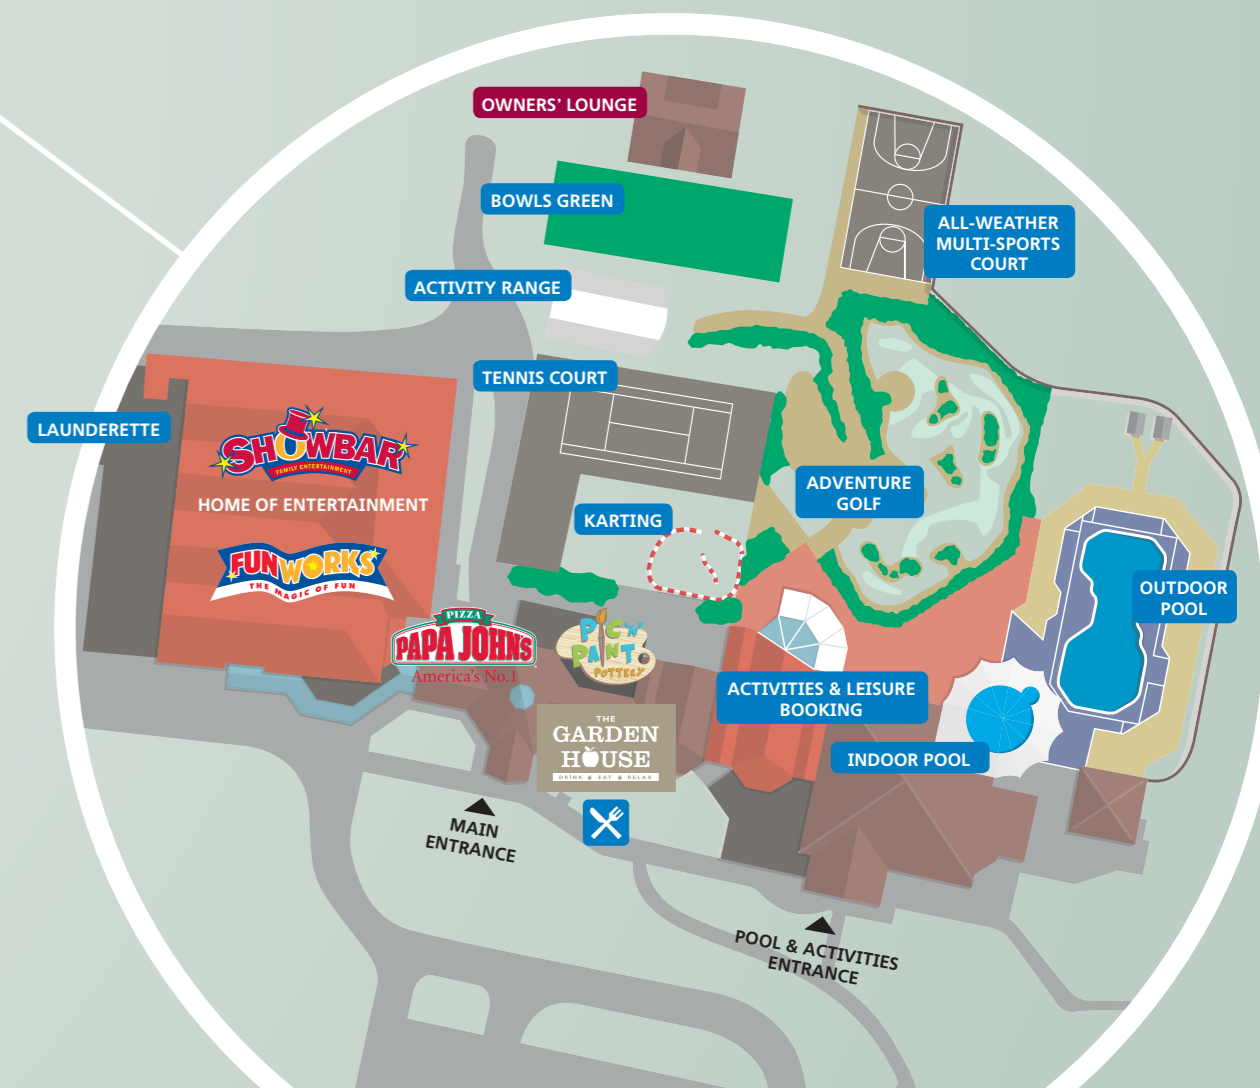 OWNERS' LOUNGE
BOWLS GREEN
ALL-WEATHER
MULTI-SPORTS
COURT
ACTIVITY RANGE
TENNIS COURT
LAUNDERETTE
SHOWBAR
FAMILY ENTERTAINMENT
HOME OF ENTERTAINMENT
FUNWORKS
THE MAGIC OF FUN
ADVENTURE
GOLF
KARTING
OUTDOOR
POOL
PIZZA
PAPA JOHN'S
America's No.1
PIC 'N'
PAINT
POTTERY
ACTIVITIES & LEISURE
BOOKING
THE
GARDEN
HOUSE
DRINK EAT RELAX
INDOOR POOL
MAIN
ENTRANCE
POOL & ACTIVITIES
ENTRANCE